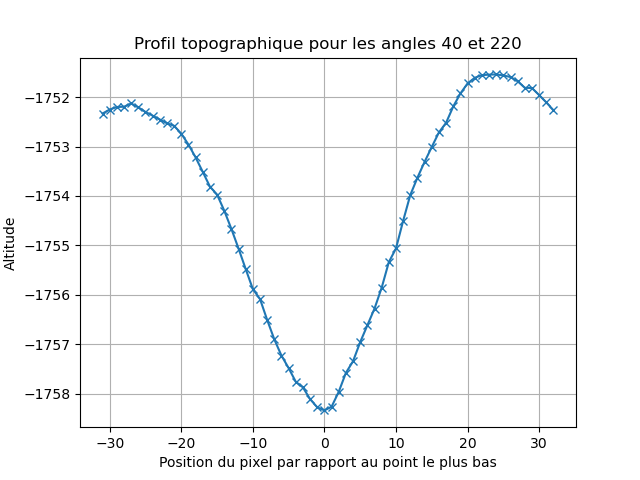 Profil topographique pour les angles 40 et 220
Altitude
−1752
−1753
−1754
−1755
−1756
−1757
−1758
−30 −20 −10 0 10 20 30
Position du pixel par rapport au point le plus bas